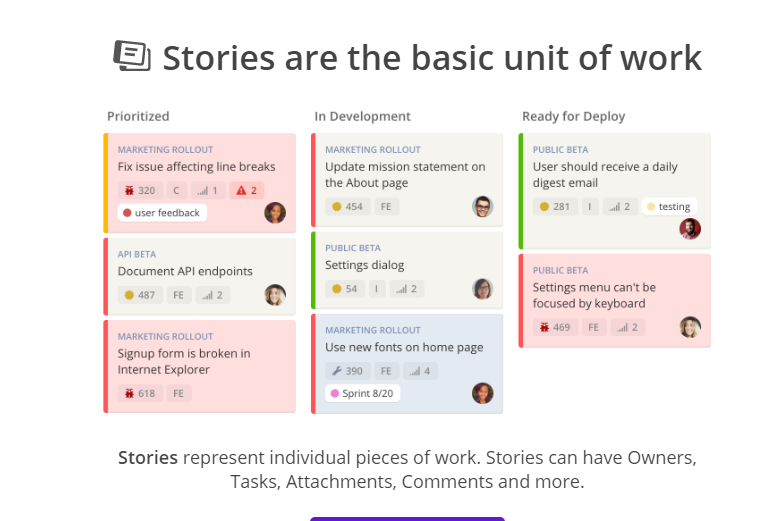 Stories are the basic unit of work
Prioritized
MARKETING ROLLOUT
Fix issue affecting line breaks
320 C 1 2
user feedback
API BETA
Document API endpoints
487 FE 2
MARKETING ROLLOUT
Signup form is broken in
Internet Explorer
618 FE
In Development
MARKETING ROLLOUT
Update mission statement on
the About page
454 FE
PUBLIC BETA
Settings dialog
54 I 2
MARKETING ROLLOUT
Use new fonts on home page
390 FE 4
Sprint 8/20
Ready for Deploy
PUBLIC BETA
User should receive a daily
digest email
281 I 2 testing
PUBLIC BETA
Settings menu can't be
focused by keyboard
469 FE 2
Stories represent individual pieces of work. Stories can have Owners,
Tasks, Attachments, Comments and more.